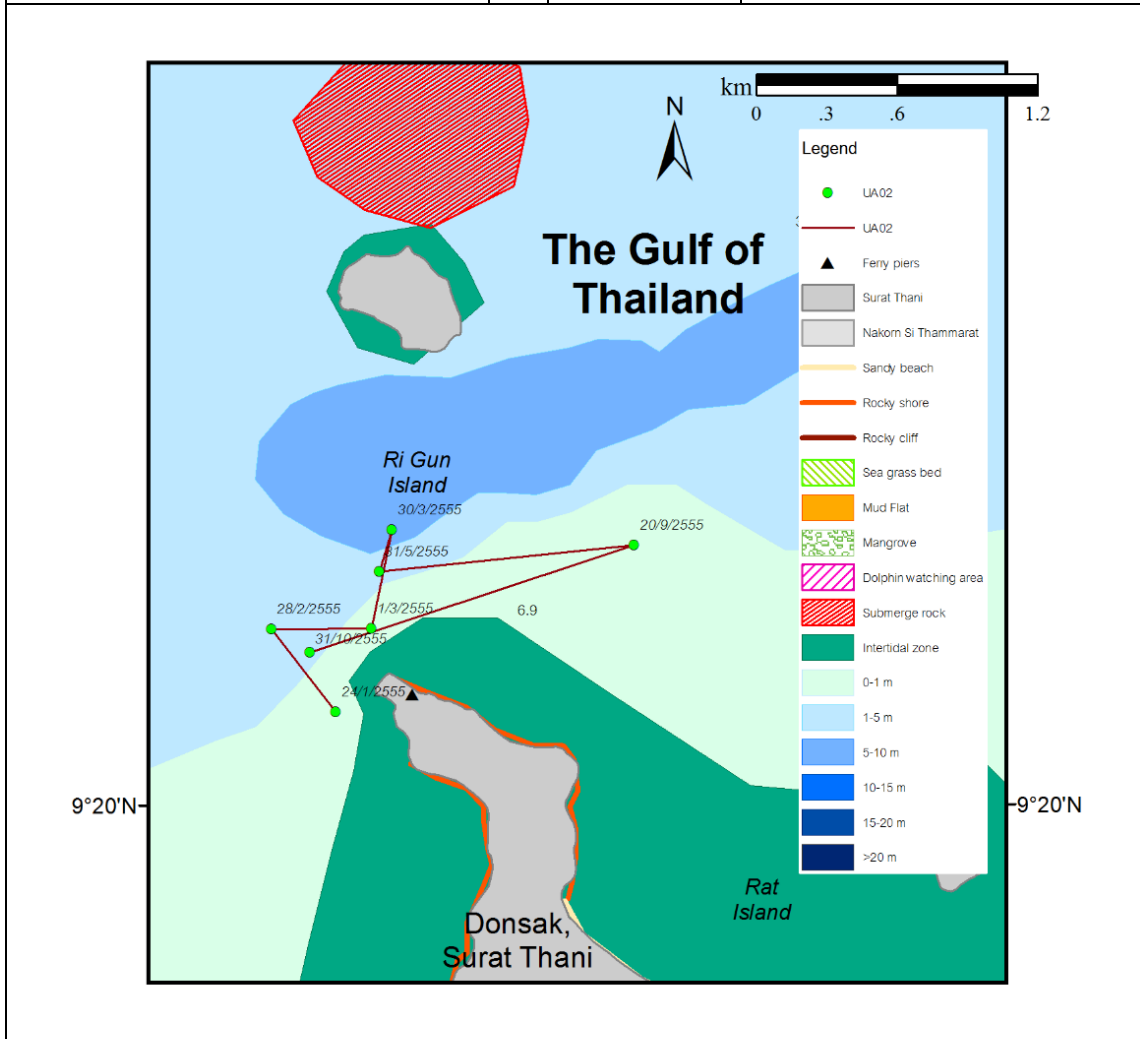 km
0 .3 .6 1.2
N
Legend
UA02
UA02
Ferry piers
Surat Thani
Nakorn Si Thammarat
Sandy beach
Rocky shore
Rocky cliff
Sea grass bed
Mud Flat
Mangrove
Dolphin watching area
Submerge rock
Intertidal zone
0-1 m
1-5 m
5-10 m
10-15 m
15-20 m
>20 m
The Gulf of
Thailand
Ri Gun
Island
30/3/2555
20/9/2555
31/5/2555
28/2/2555
1/3/2555
6.9
31/10/2555
24/1/2555
9°20'N
9°20'N
Rat
Island
Donsak,
Surat Thani